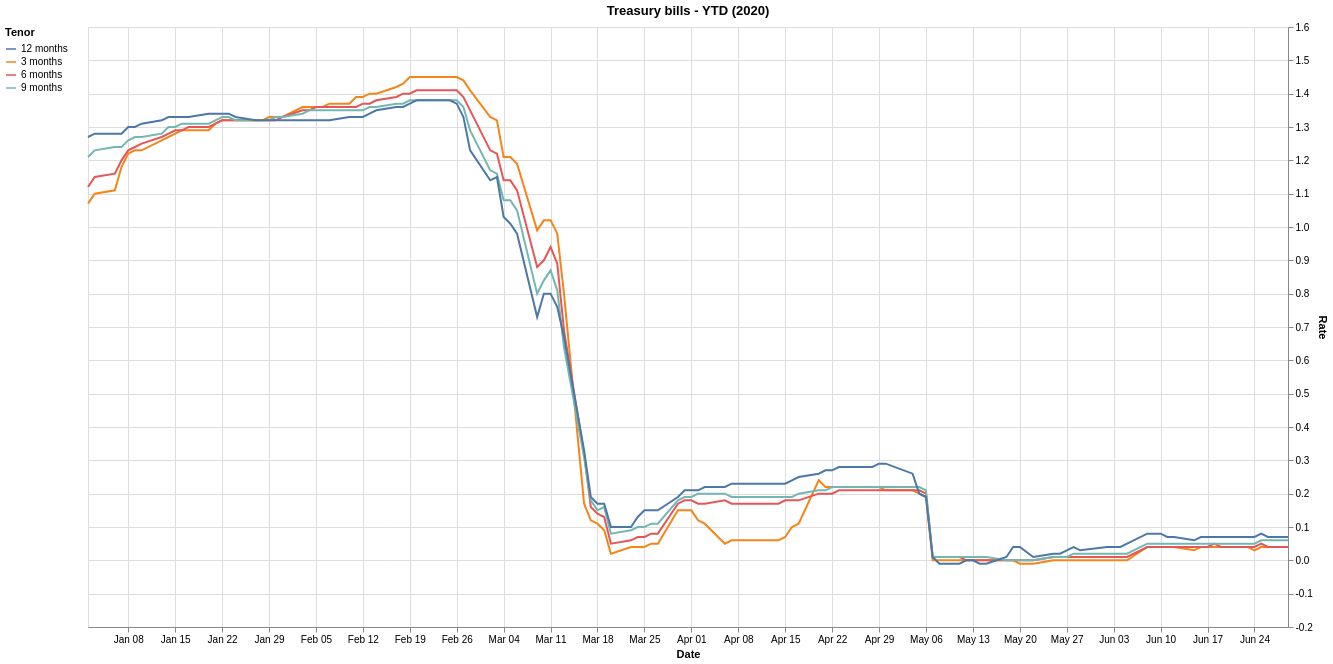 Treasury bills - YTD (2020)
Tenor
12 months
3 months
6 months
9 months
1.6
1.5
1.4
1.3
1.2
1.1
1.0
0.9
0.8
0.7
0.6
0.5
0.4
0.3
0.2
0.1
0.0
-0.1
-0.2
Rate
Jan 08 Jan 15 Jan 22 Jan 29 Feb 05 Feb 12 Feb 19 Feb 26 Mar 04 Mar 11 Mar 18 Mar 25 Apr 01 Apr 08 Apr 15 Apr 22 Apr 29 May 06 May 13 May 20 May 27 Jun 03 Jun 10 Jun 17 Jun 24
Date